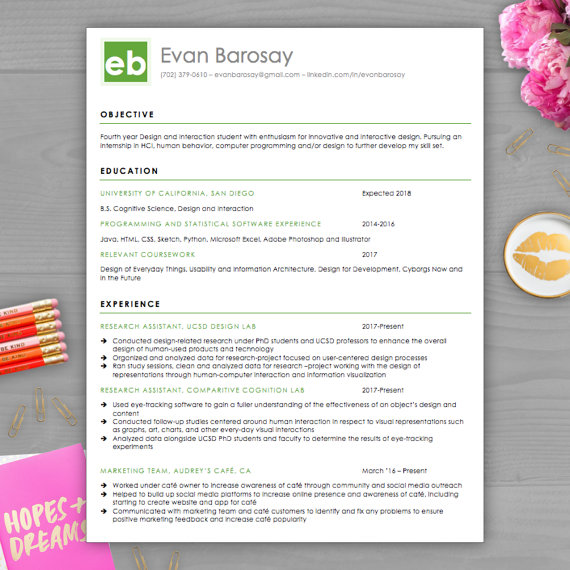 eb
Evan Barosay
(702) 379-0610 – evanbarosay@gmail.com – linkedin.com/in/evanbarosay
OBJECTIVE
Fourth year Design and Interaction student with enthusiasm for innovative and interactive design. Pursuing an
internship in HCI, human behavior, computer programming and/or design to further develop my skill set.
EDUCATION
UNIVERSITY OF CALIFORNIA, SAN DIEGO Expected 2018
B.S. Cognitive Science, Design and Interaction
PROGRAMMING AND STATISTICAL SOFTWARE EXPERIENCE 2014-2016
Java, HTML, CSS, Sketch, Python, Microsoft Excel, Adobe Photoshop and Illustrator
RELEVANT COURSEWORK 2017
Design of Everyday Things, Usability and Information Architecture, Design for Development, Cyborgs Now and
in the Future
EXPERIENCE
RESEARCH ASSISTANT, UCSD DESIGN LAB 2017-Present
➔ Conducted design-related research under PhD students and UCSD professors to enhance the overall
design of human-used products and technology
➔ Organized and analyzed data for research-project focused on user-centered design processes
➔ Ran study sessions, clean and analyzed data for research –project working with the design of
representations through human-computer interaction and information visualization
RESEARCH ASSISTANT, COMPARITIVE COGNITION LAB 2017-Present
➔ Used eye-tracking software to gain a fuller understanding of the effectiveness of an object's design and
content
➔ Conducted follow-up studies centered around human interaction in respect to visual representations such
as graphs, art, charts, and other every-day visual interactions
➔ Analyzed data alongside UCSD PhD students and faculty to determine the results of eye-tracking
experiments
MARKETING TEAM, AUDREY'S CAFÉ, CA March '16 – Present
➔ Worked under café owner to increase awareness of café through community and social media outreach
➔ Helped to build up social media platforms to increase online presence and awareness of café, including
starting to create website and app for café
➔ Communicated with marketing team and café customers to identify and fix any problems to ensure
positive marketing feedback and increase café popularity
BE KIND
BE KIND
BE KIND
HOPES +
DREAMS